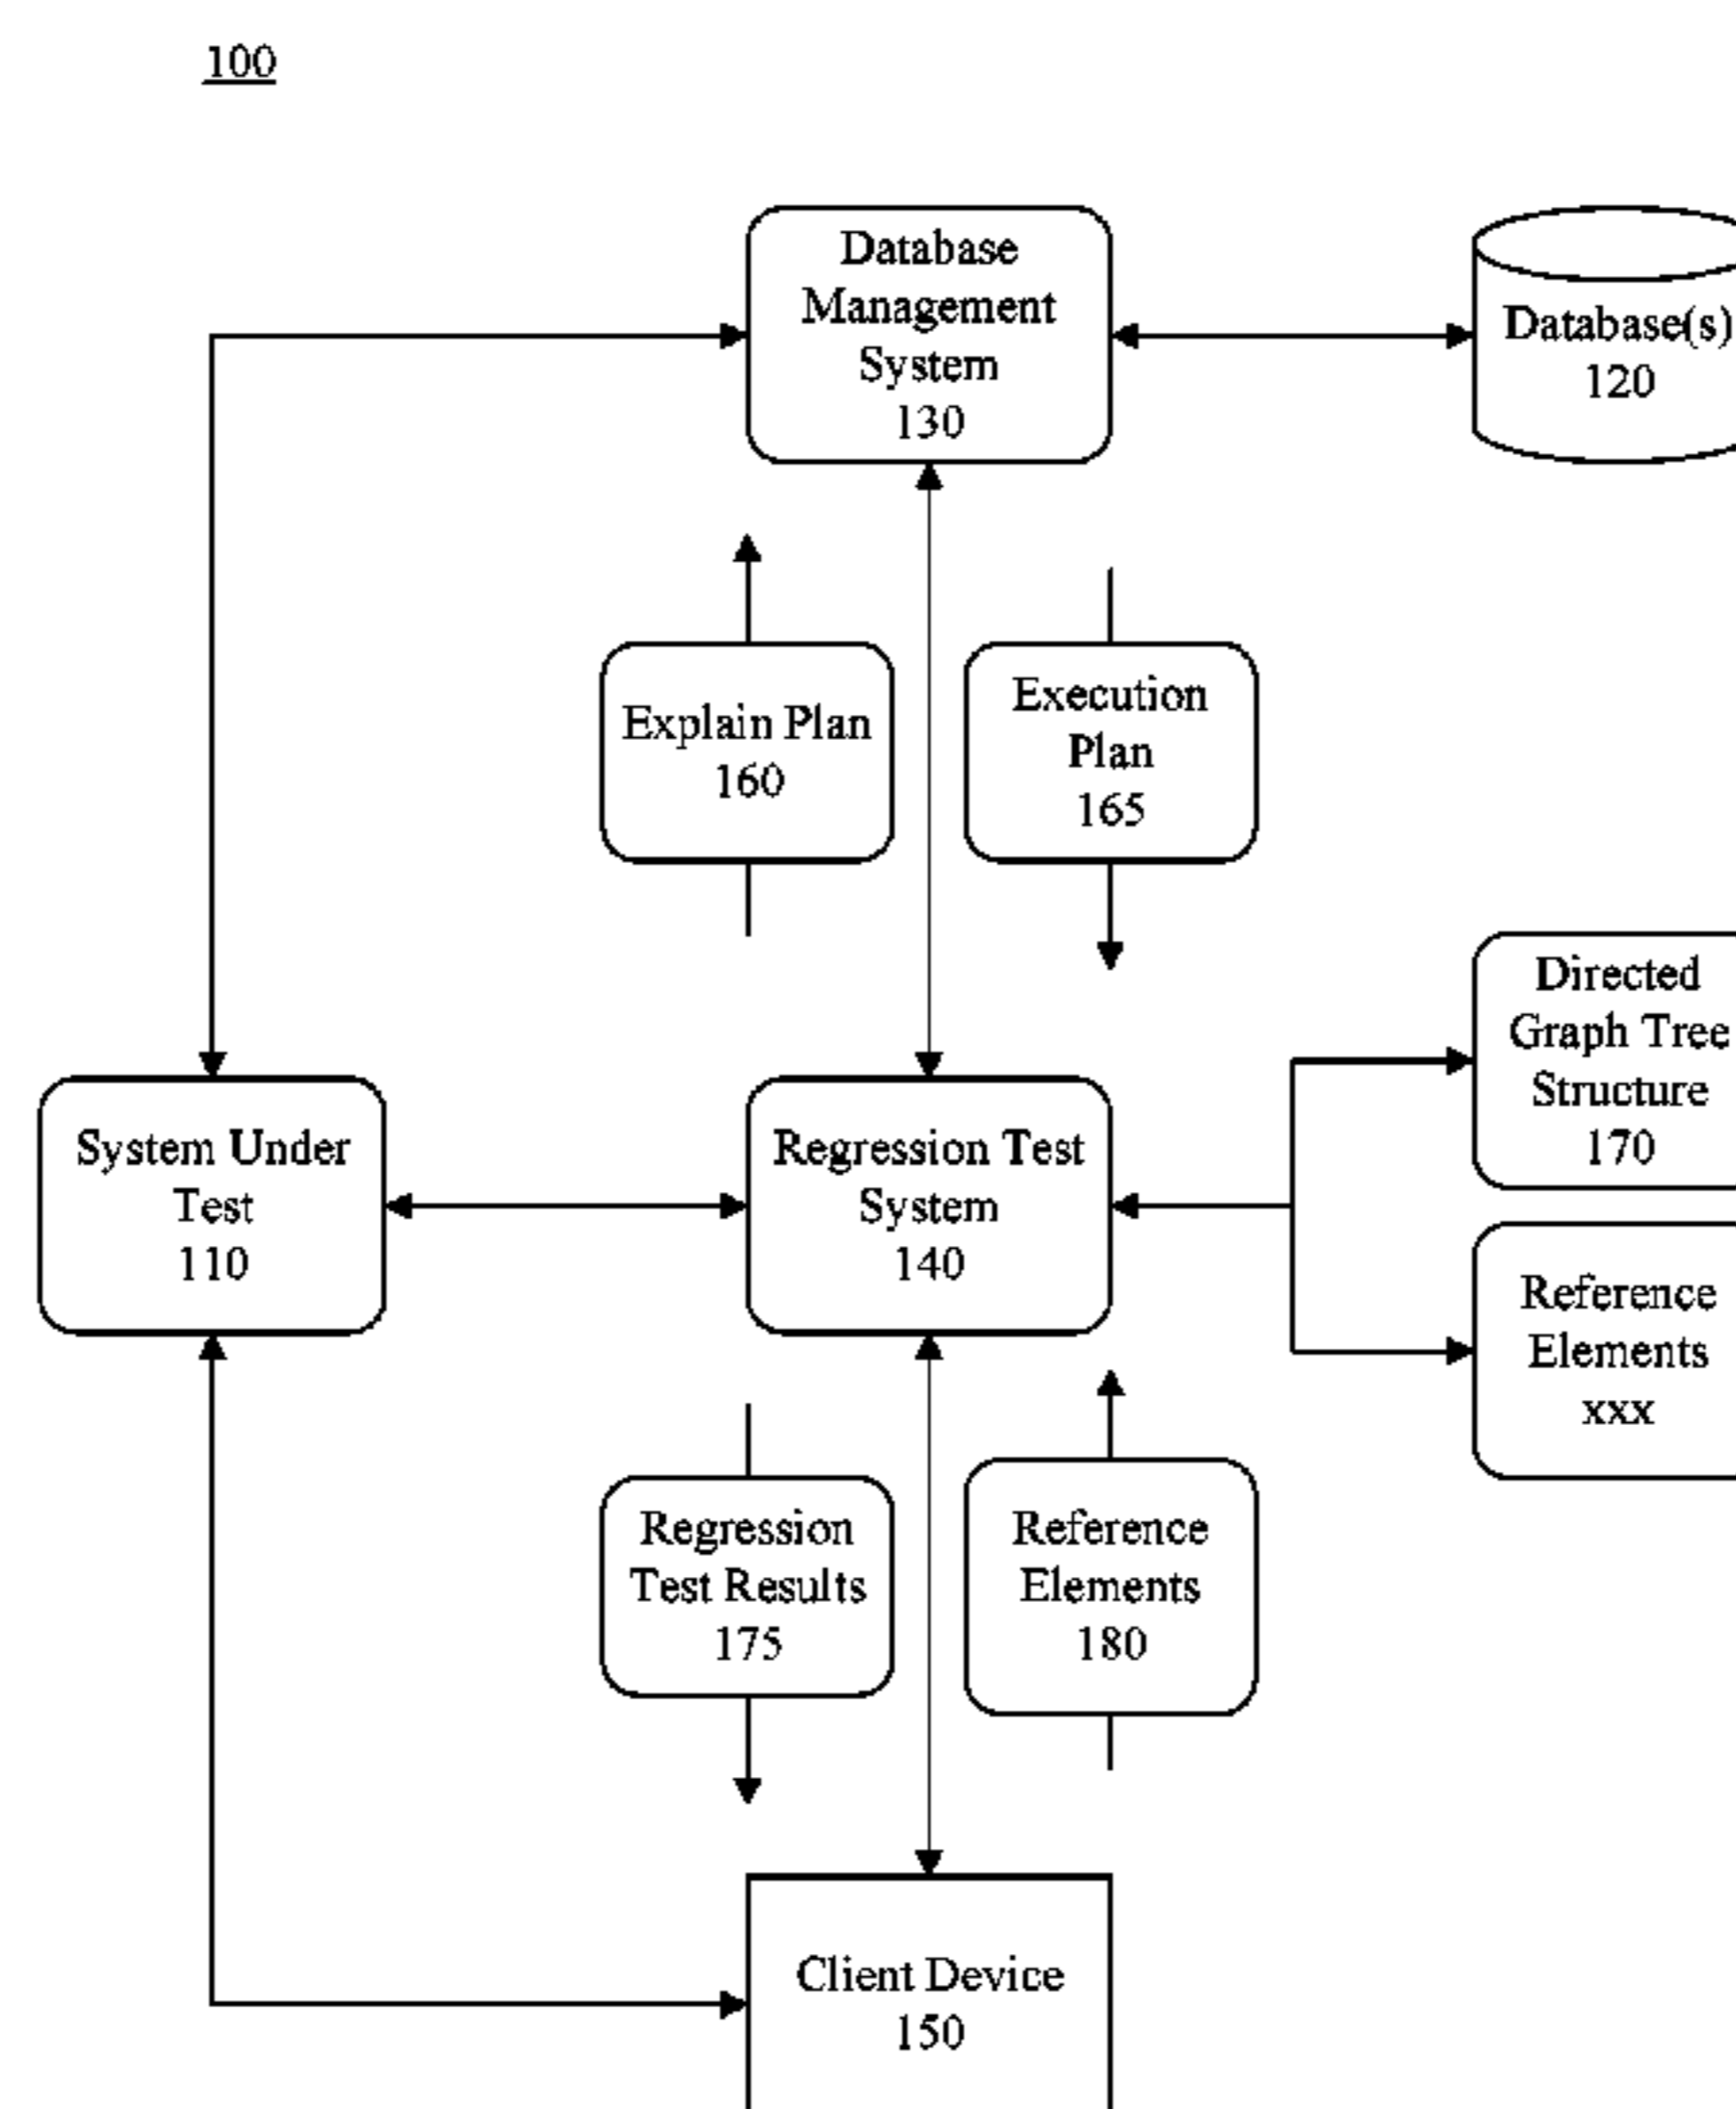 100
Database
Management
System
130
Database(s)
120
Explain Plan
160
Execution
Plan
165
Directed
Graph Tree
Structure
170
System Under
Test
110
Regression Test
System
140
Reference
Elements
xxx
Regression
Test Results
175
Reference
Elements
180
Client Device
150